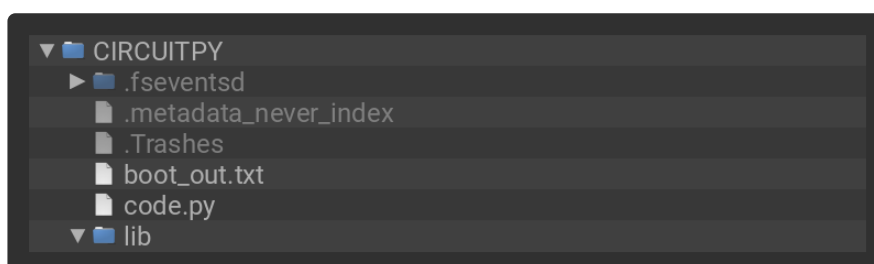 CIRCUITPY
.fseventsd
.metadata_never_index
.Trashes
boot_out.txt
code.py
lib